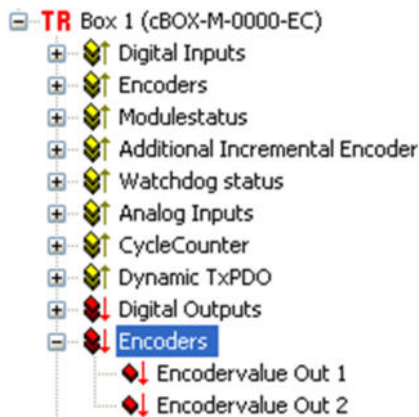 TR Box 1 (cBOX-M-0000-EC)
Digital Inputs
Encoders
Modulestatus
Additional Incremental Encoder
Watchdog status
Analog Inputs
CycleCounter
Dynamic TxPDO
Digital Outputs
Encoders
Encodervalue Out 1
Encodervalue Out 2